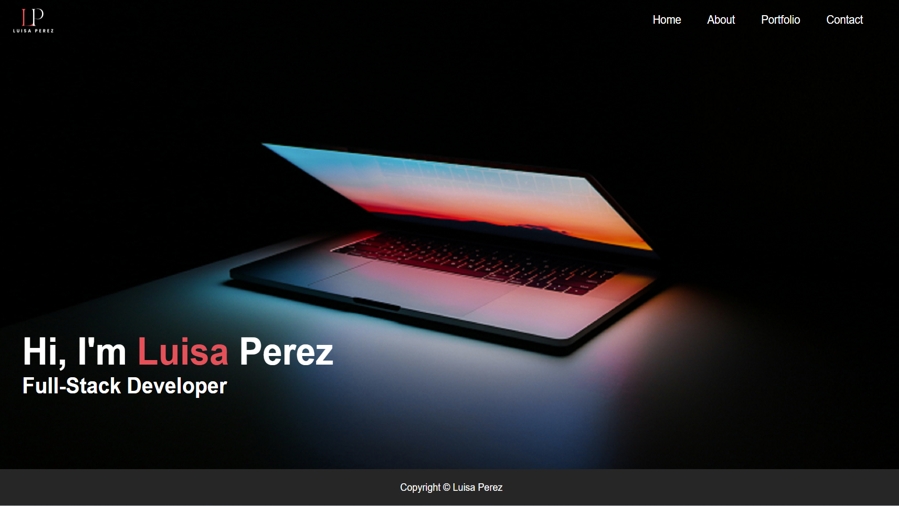 LP
LUISA PEREZ
Home About Portfolio Contact
Hi, I'm Luisa Perez
Full-Stack Developer
Copyright © Luisa Perez